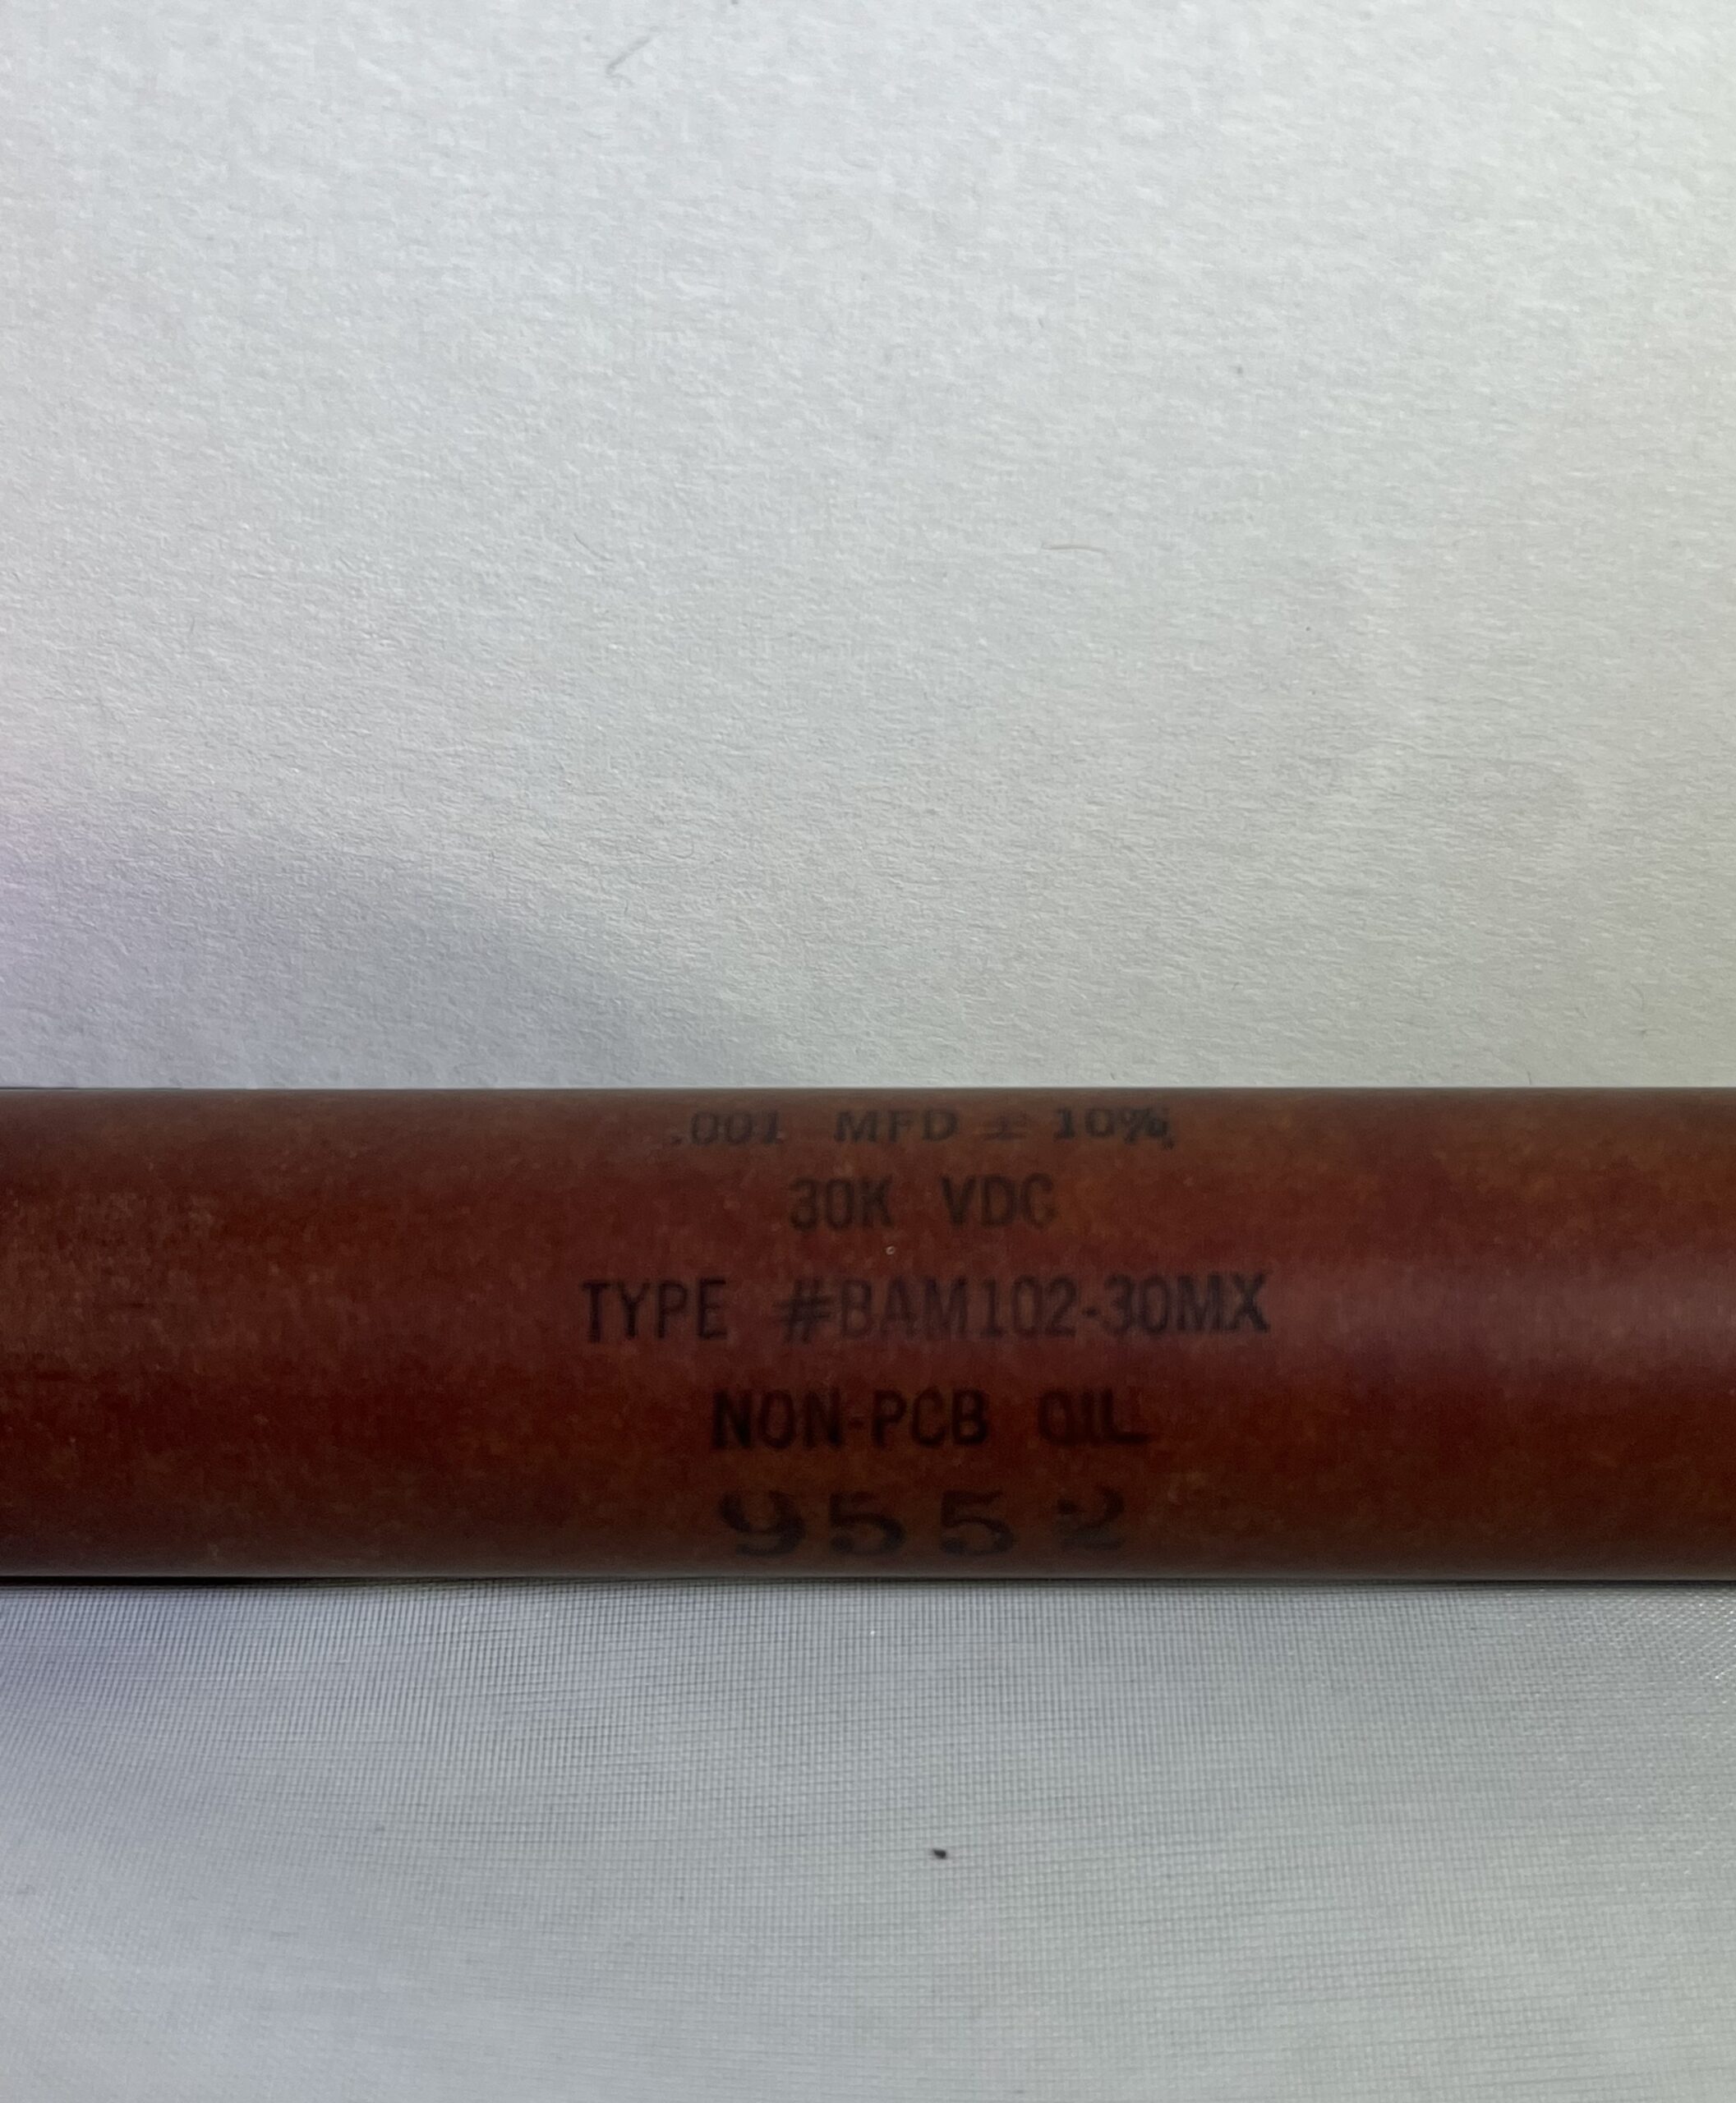 .001 MFD ± 10%
30K VDC
TYPE #BAM102-30MX
NON-PCB OIL
9552